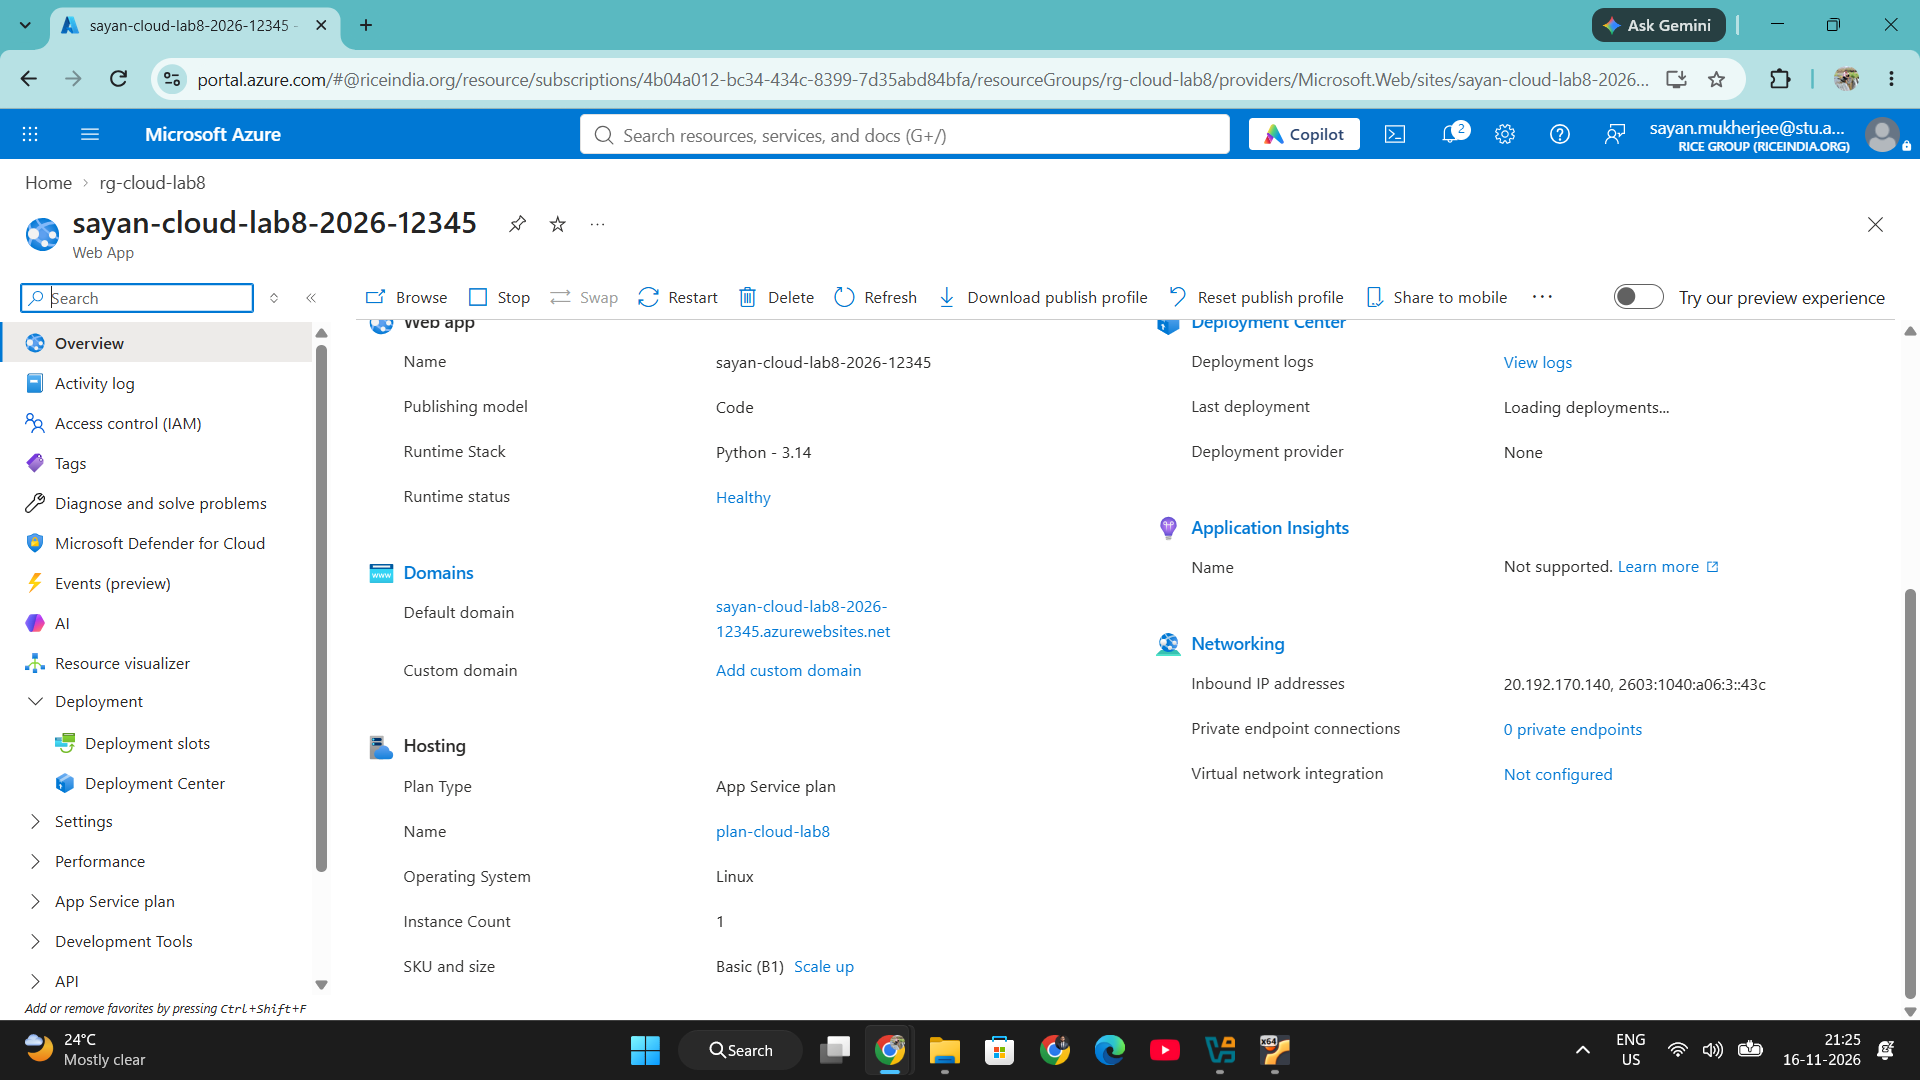 sayan-cloud-lab8-2026-12345 -
Ask Gemini
portal.azure.com/#@riceindia.org/resource/subscriptions/4b04a012-bc34-434c-8399-7d35abd84bfa/resourceGroups/rg-cloud-lab8/providers/Microsoft.Web/sites/sayan-cloud-lab8-2026...
Microsoft Azure
Search resources, services, and docs (G+/)
Copilot
2
sayan.mukherjee@stu.a...
RICE GROUP (RICEINDIA.ORG)
Home > rg-cloud-lab8
sayan-cloud-lab8-2026-12345
Web App
Search
Browse
Stop
Swap
Restart
Delete
Refresh
Download publish profile
Reset publish profile
Share to mobile
Try our preview experience
Overview
Activity log
Access control (IAM)
Tags
Diagnose and solve problems
Microsoft Defender for Cloud
Events (preview)
AI
Resource visualizer
Deployment
Deployment slots
Deployment Center
Settings
Performance
App Service plan
Development Tools
API
Add or remove favorites by pressing Ctrl+Shift+F
Web app
Name sayan-cloud-lab8-2026-12345
Publishing model Code
Runtime Stack Python - 3.14
Runtime status Healthy
Domains
Default domain sayan-cloud-lab8-2026-
12345.azurewebsites.net
Custom domain Add custom domain
Hosting
Plan Type App Service plan
Name plan-cloud-lab8
Operating System Linux
Instance Count 1
SKU and size Basic (B1) Scale up
Deployment Center
Deployment logs View logs
Last deployment Loading deployments...
Deployment provider None
Application Insights
Name Not supported. Learn more
Networking
Inbound IP addresses 20.192.170.140, 2603:1040:a06:3::43c
Private endpoint connections 0 private endpoints
Virtual network integration Not configured
24°C
Mostly clear
Search
x64
ENG
US
21:25
16-11-2026